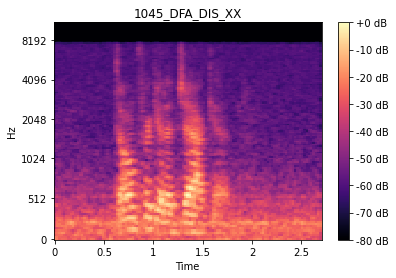 1045_DFA_DIS_XX
+0 dB
8192
-10 dB
4096
-20 dB
-30 dB
2048
Hz
-40 dB
1024
-50 dB
512
-60 dB
-70 dB
0
-80 dB
0 0.5 1 1.5 2 2.5
Time